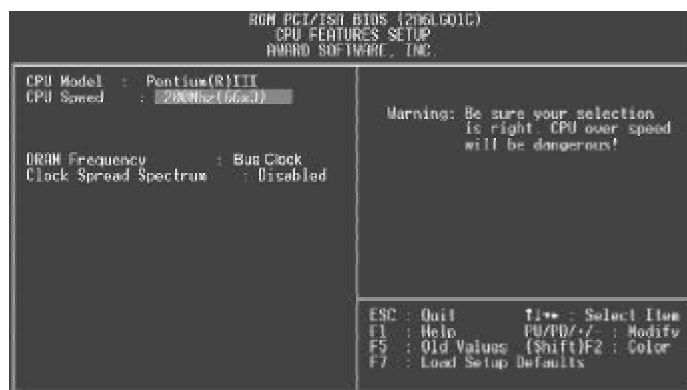 ROM PCI/ISA BIOS (2A6LGQ1C)
CPU FEATURES SETUP
AWARD SOFTWARE, INC.
CPU Model : Pentium(R)III
CPU Speed : 200Mhz(66x3)
DRAM Frequency : Bus Clock
Clock Spread Spectrum : Disabled
Warning: Be sure your selection
is right. CPU over speed
will be dangerous!
ESC : Quit ↑↓→← : Select Item
F1 : Help PU/PD/+/- : Modify
F5 : Old Values (Shift)F2 : Color
F7 : Load Setup Defaults